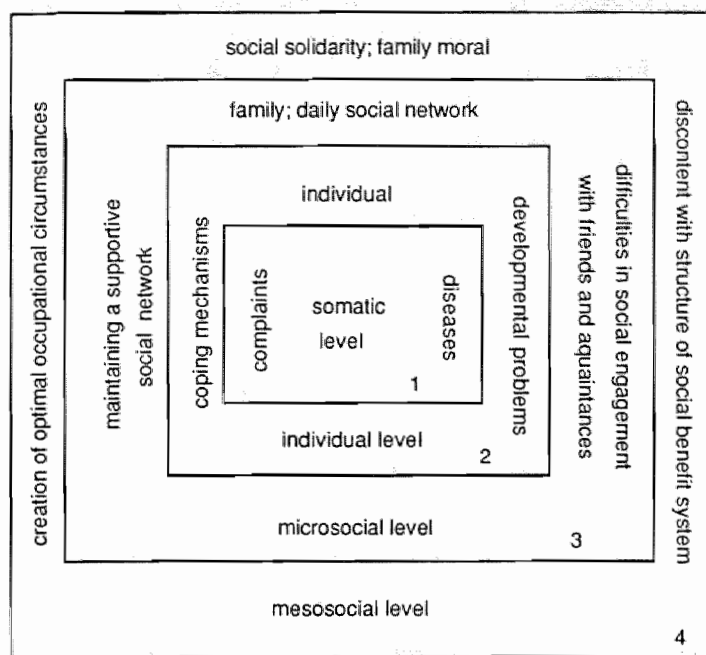 social solidarity; family moral
family; daily social network
individual
somatic
level
1
individual level
2
microsocial level
3
mesosocial level
4
creation of optimal occupational circumstances
maintaining a supportive
social network
coping mechanisms
complaints
diseases
developmental problems
difficulties in social engagement
with friends and aquaintances
discontent with structure of social benefit system